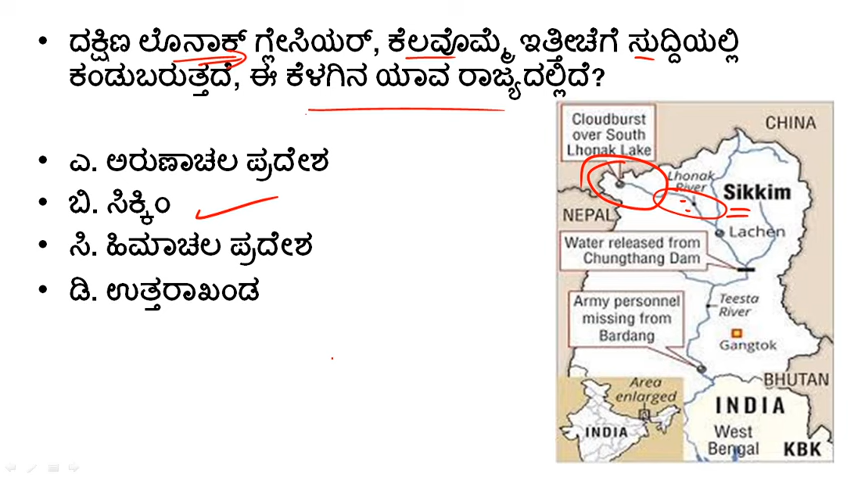 • ದಕ್ಷಿಣ ಲೊನಾಕ್ ಗ್ಲೇಸಿಯರ್, ಕೆಲವೊಮ್ಮೆ ಇತ್ತೀಚೆಗೆ ಸುದ್ದಿಯಲ್ಲಿ
ಕಂಡುಬರುತ್ತದೆ, ಈ ಕೆಳಗಿನ ಯಾವ ರಾಜ್ಯದಲ್ಲಿದೆ?
• ಎ. ಅರುಣಾಚಲ ಪ್ರದೇಶ
• ಬಿ. ಸಿಕ್ಕಿಂ
• ಸಿ. ಹಿಮಾಚಲ ಪ್ರದೇಶ
• ಡಿ. ಉತ್ತರಾಖಂಡ
Cloudburst
over South
Lhonak Lake
CHINA
Lhonak
River
Sikkim
NEPAL
Lachen
Water released from
Chungthang Dam
Army personnel
missing from
Bardang
Teesta
River
Gangtok
BHUTAN
Area
enlarged
INDIA
INDIA
West
Bengal
KBK